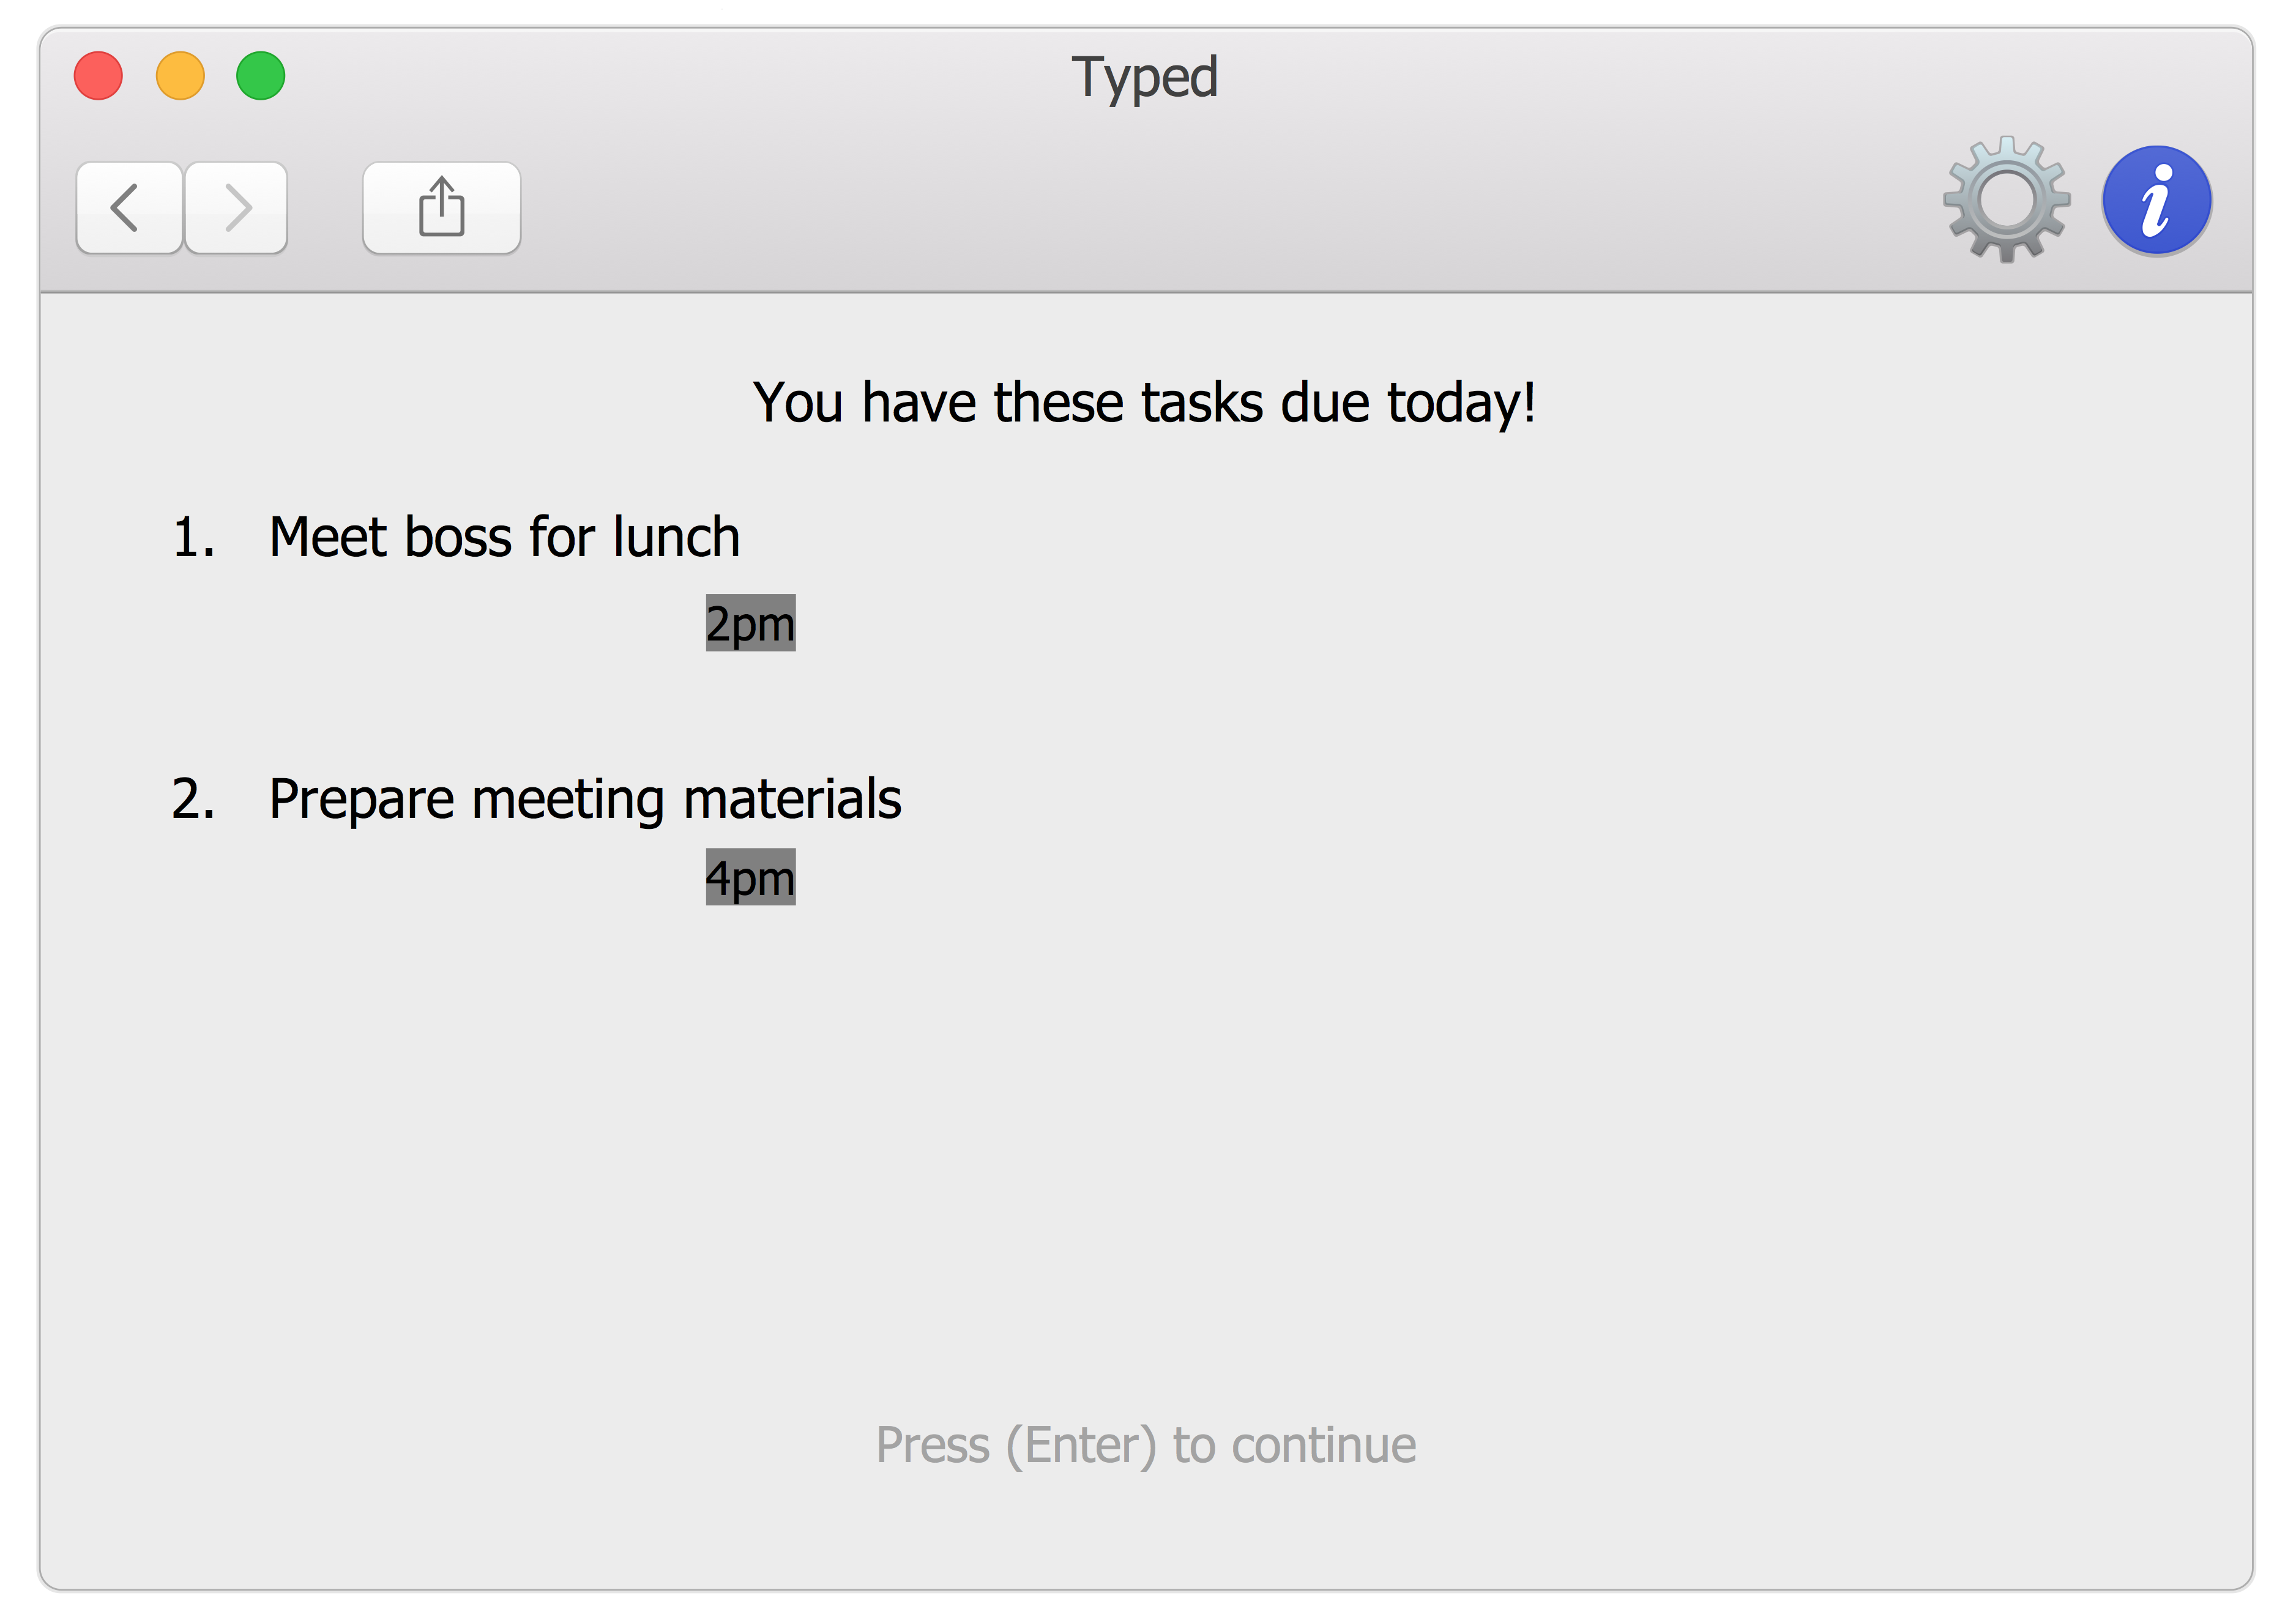 Typed
You have these tasks due today!
1. Meet boss for lunch
2pm
2. Prepare meeting materials
4pm
Press (Enter) to continue